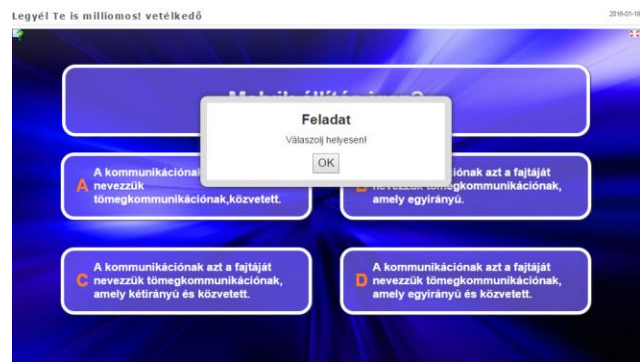 Legyél Te is milliomos! vetélkedő
2016-01-18
Feladat
Válaszolj helyesen!
OK
A
A kommunikációnak
nevezzük
tömegkommunikációnak,közvetett.
azt a fajtáját
nevezzük tömegkommunikációnak,
amely egyirányú.
C
A kommunikációnak azt a fajtáját
nevezzük tömegkommunikációnak,
amely kétirányú és közvetett.
D
A kommunikációnak azt a fajtáját
nevezzük tömegkommunikációnak,
amely egyirányú és közvetett.